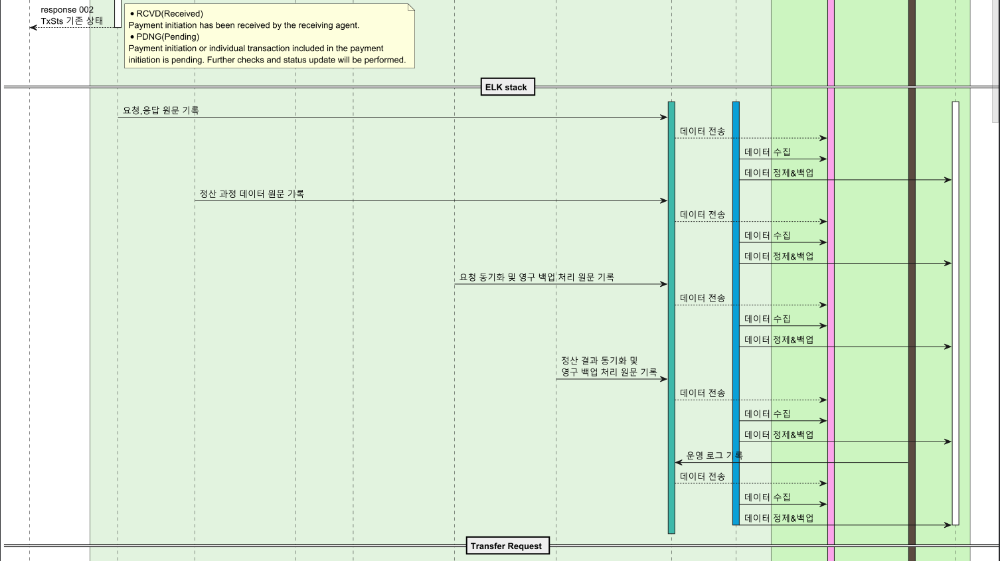 response 002
TxSts 기존 상태
● RCVD(Received)
Payment initiation has been received by the receiving agent.
● PDNG(Pending)
Payment initiation or individual transaction included in the payment
initiation is pending. Further checks and status update will be performed.
ELK stack
요청,응답 원문 기록
데이터 전송
데이터 수집
데이터 정제&백업
정산 과정 데이터 원문 기록
데이터 전송
데이터 수집
데이터 정제&백업
요청 동기화 및 영구 백업 처리 원문 기록
데이터 전송
데이터 수집
데이터 정제&백업
정산 결과 동기화 및
영구 백업 처리 원문 기록
데이터 전송
데이터 수집
데이터 정제&백업
운영 로그 기록
데이터 전송
데이터 수집
데이터 정제&백업
Transfer Request